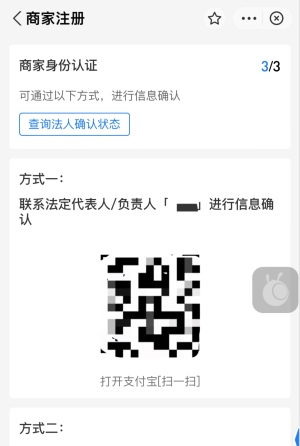 商家注册
商家身份认证
3/3
可通过以下方式，进行信息确认
查询法人确认状态
方式一：
联系法定代表人/负责人「 」进行信息确
认
打开支付宝[扫一扫]
方式二：